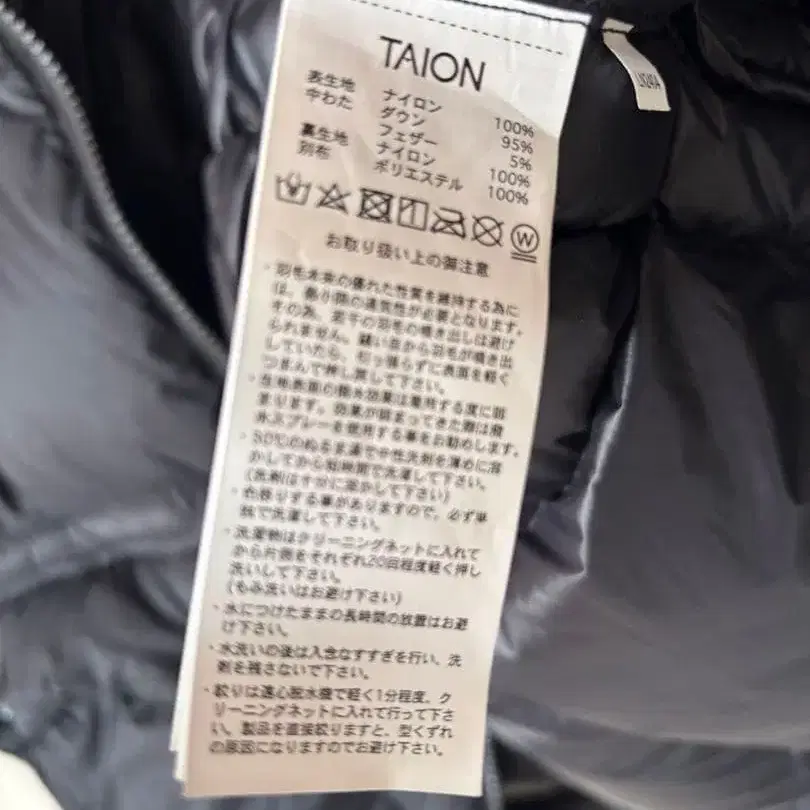 TAION
表生地 ナイロン 100%
中わた ダウン 95%
フェザー 5%
裏生地 ナイロン 100%
別布 ポリエステル 100%
W
お取り扱い上の御注意
・羽毛本来の優れた性質を維持する為に
は、最小限の通気性が必要となります。
その為、若干の羽毛の噴き出しは避け
られません。縫い目から羽毛が噴き出
していたら、引っ張らずに表面を軽く
つまんで押し戻して下さい。
・生地表面の撥水効果は着用する度に弱
まります。効果が弱まってきた際は撥
水スプレーを使用する事をお勧めします。
・30℃のぬるま湯で中性洗剤を薄めに溶
かしてから短時間で洗濯して下さい。
(洗剤は十分に溶かして下さい)
・色移りする事がありますので、必ず単
独で洗濯して下さい。
・洗濯物はクリーニングネットに入れて
から片側をそれぞれ20回程度軽く押し
洗いして下さい。
(もみ洗いはお避け下さい)
・水につけたままの長時間の放置はお避
け下さい。
・水洗いの後は入念なすすぎを行い、洗
剤を残さないで下さい。
・絞りは遠心脱水機で軽く1分程度、ク
リーニングネットに入れて行って下さ
い。製品を直接絞りますと、型くずれ
の原因になりますのでお避け下さい。